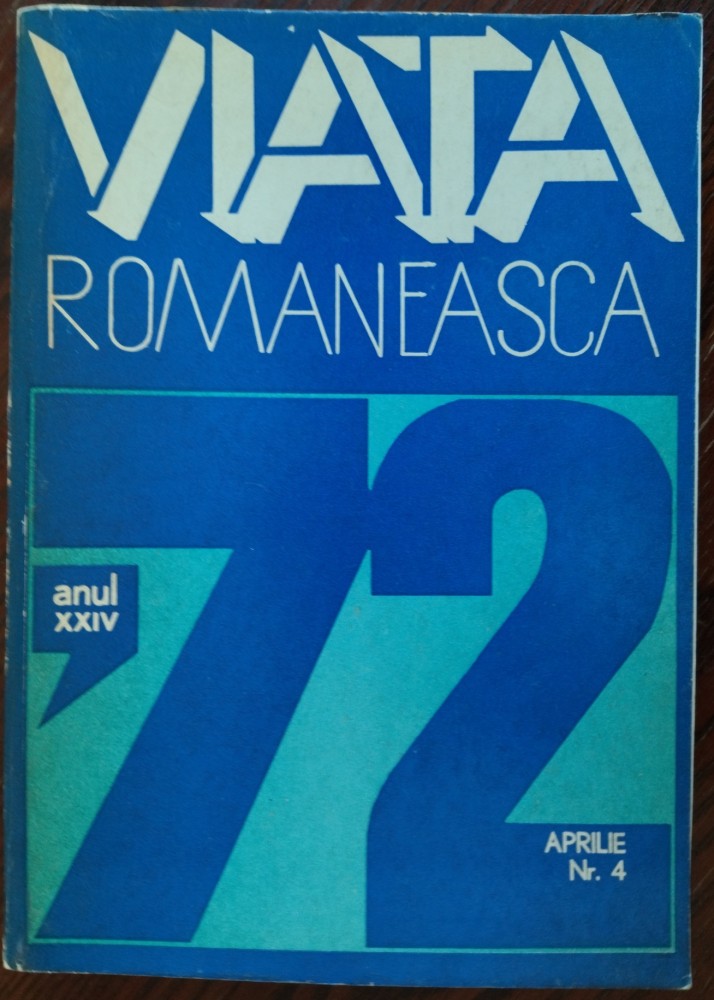 VIAȚA
ROMANEASCA
'72
anul
XXIV
APRILIE
Nr. 4